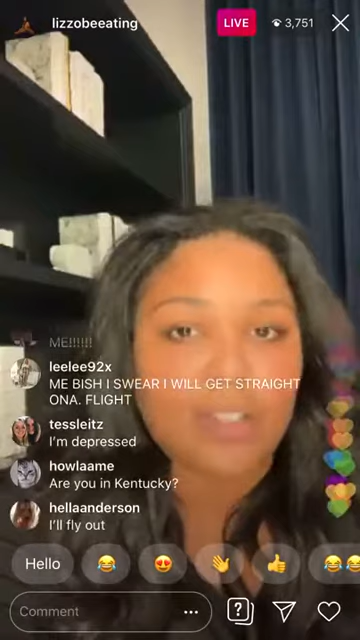 lizzobeeating
LIVE
3,751
ME!!!!!!
leelee92x
ME BISH I SWEAR I WILL GET STRAIGHT
ONA. FLIGHT
tessleitz
I'm depressed
howlaame
Are you in Kentucky?
hellaanderson
I'll fly out
Hello
Comment